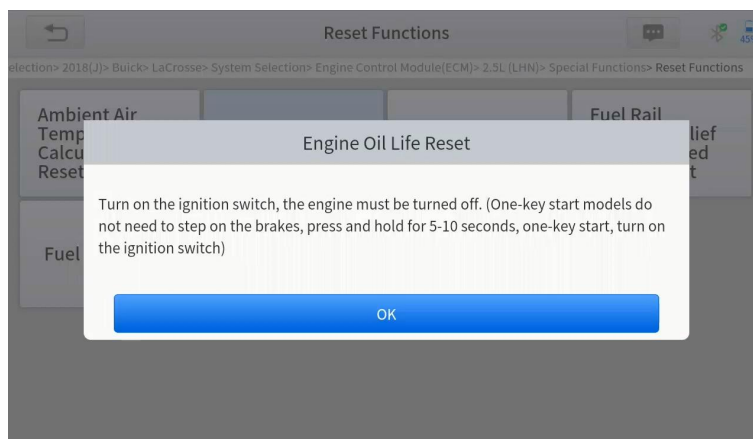 Reset Functions
45%
election> 2018(J)> Buick> LaCrosse> System Selection> Engine Control Module(ECM)> 2.5L (LHN)> Special Functions> Reset Functions
Ambient Air
Fuel Rail
Temp
lief
Calcu
ed
Reset
t
Engine Oil Life Reset
Turn on the ignition switch, the engine must be turned off. (One-key start models do
not need to step on the brakes, press and hold for 5-10 seconds, one-key start, turn on
the ignition switch)
Fuel
OK